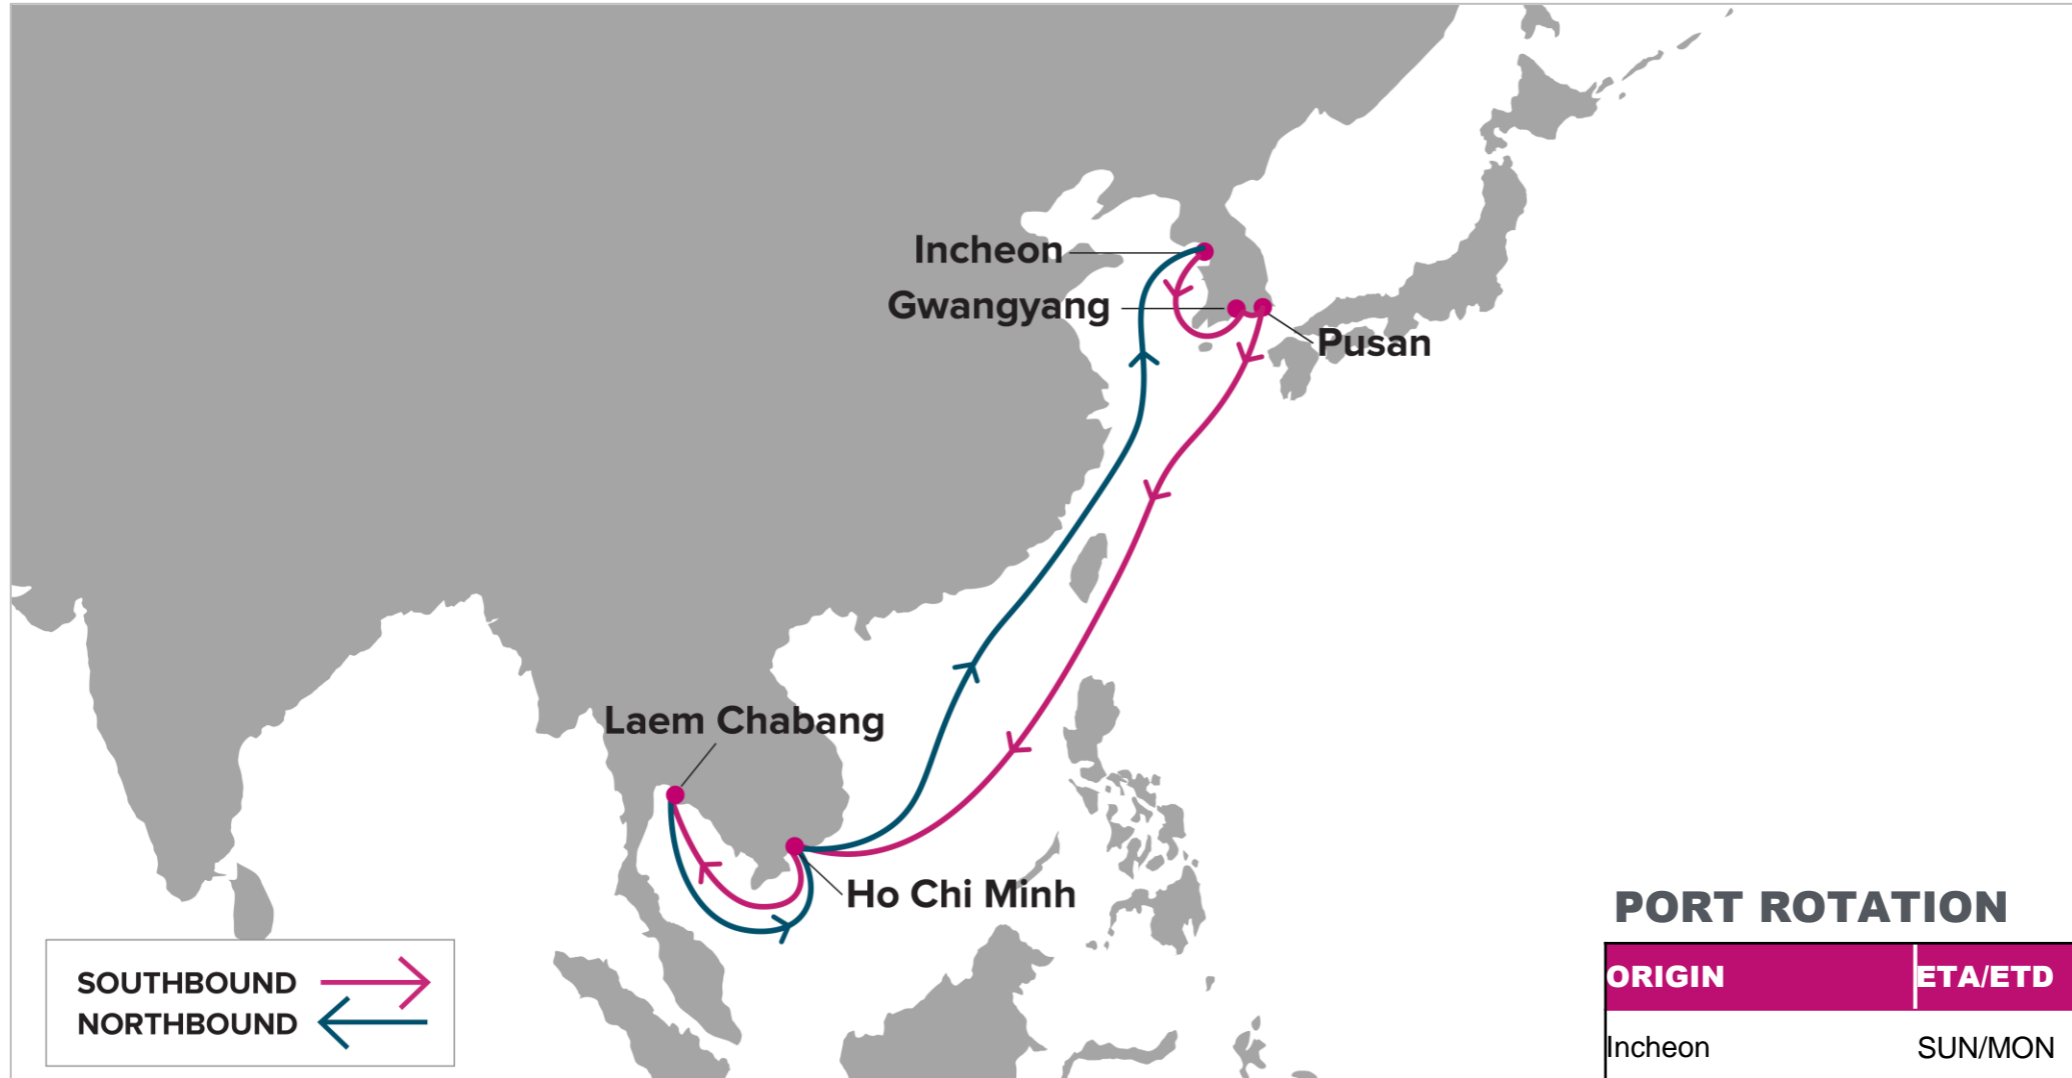 Incheon
Gwangyang
Pusan
Laem Chabang
Ho Chi Minh
SOUTHBOUND
NORTHBOUND
PORT ROTATION
ORIGIN ETA/ETD
Incheon SUN/MON